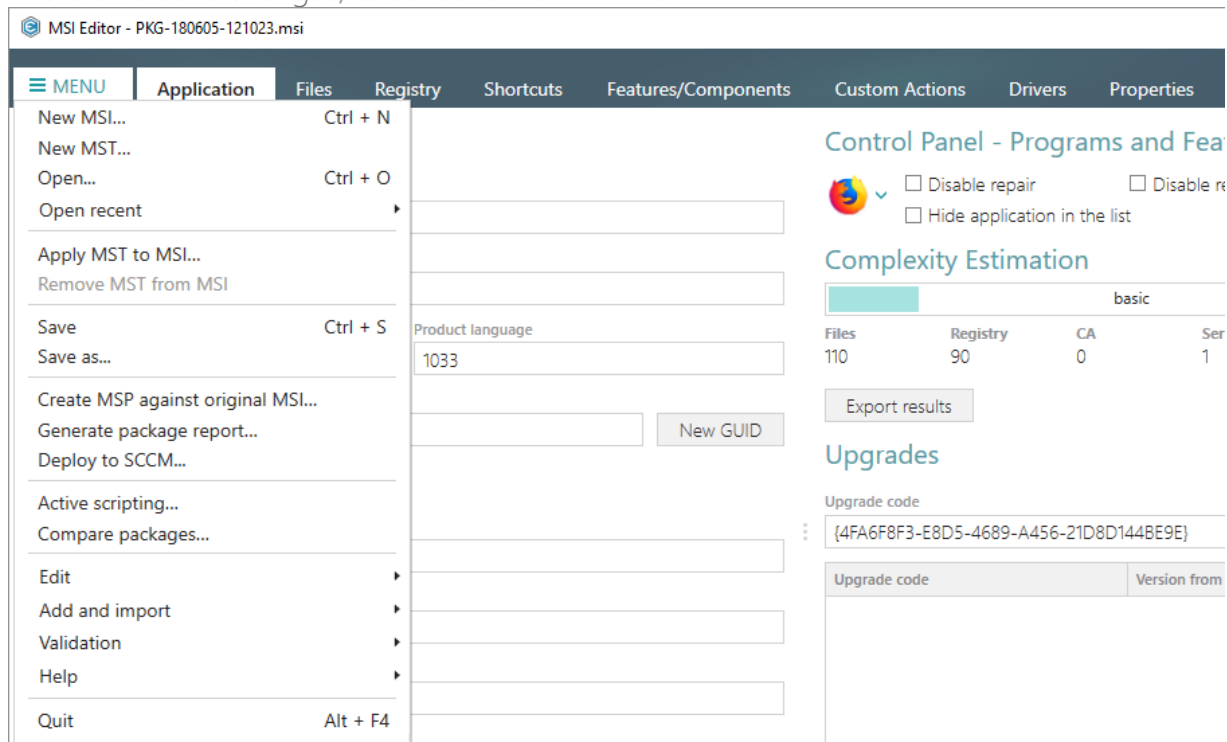 MSI Editor - PKG-180605-121023.msi
MENU Application Files Registry Shortcuts Features/Components Custom Actions Drivers Properties
New MSI... Ctrl + N
New MST...
Open... Ctrl + O
Open recent
Apply MST to MSI...
Remove MST from MSI
Save Ctrl + S
Save as...
Create MSP against original MSI...
Generate package report...
Deploy to SCCM...
Active scripting...
Compare packages...
Edit
Add and import
Validation
Help
Quit Alt + F4
Product language
1033
New GUID
Control Panel - Programs and Fea
Disable repair Disable re
Hide application in the list
Complexity Estimation
basic
Files Registry CA Ser
110 90 0 1
Export results
Upgrades
Upgrade code
{4FA6F8F3-E8D5-4689-A456-21D8D144BE9E}
Upgrade code Version from